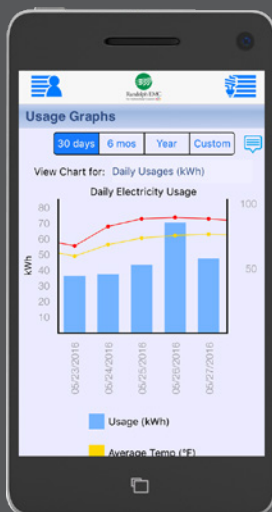 Randolph EMC
Usage Graphs
30 days 6 mos Year Custom
View Chart for: Daily Usages (kWh)
Daily Electricity Usage
80
70
60
50
40
30
20
10
kWh
100
50
05/23/2016
05/24/2016
05/25/2016
05/26/2016
05/27/2016
Usage (kWh)
Average Temp (°F)